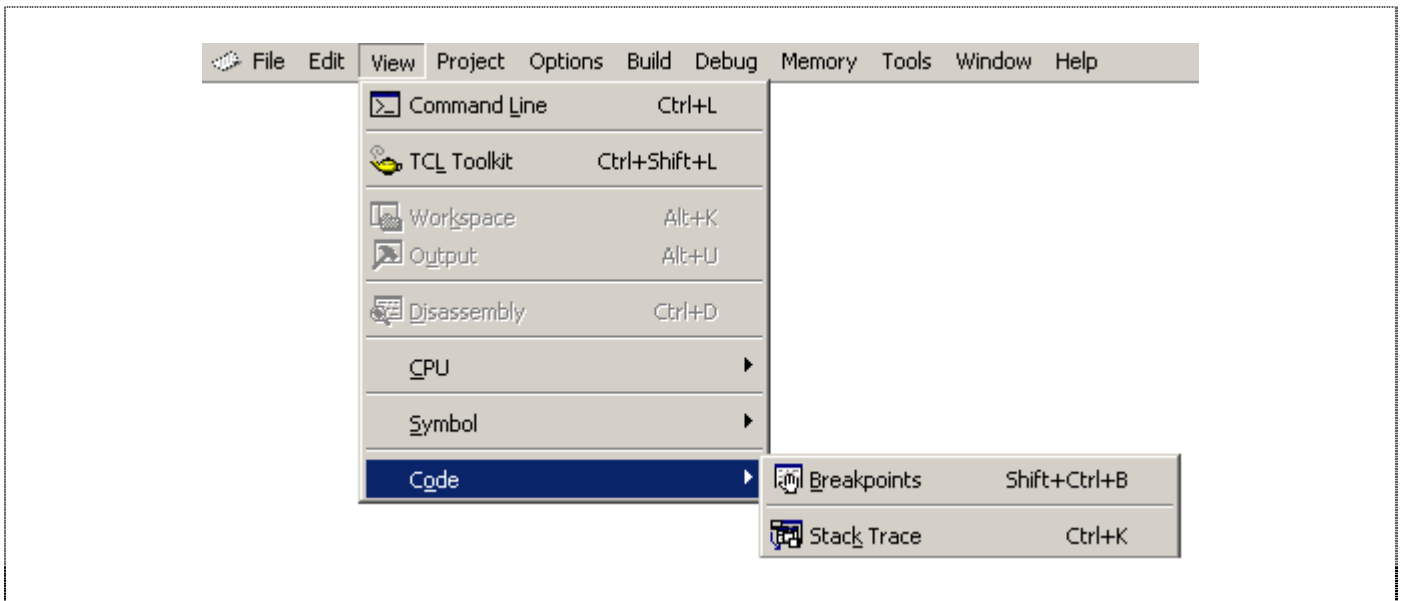 File Edit View Project Options Build Debug Memory Tools Window Help
Command Line Ctrl+L
TCL Toolkit Ctrl+Shift+L
Workspace Alt+K
Output Alt+U
Disassembly Ctrl+D
CPU
Symbol
Code
Breakpoints Shift+Ctrl+B
Stack Trace Ctrl+K